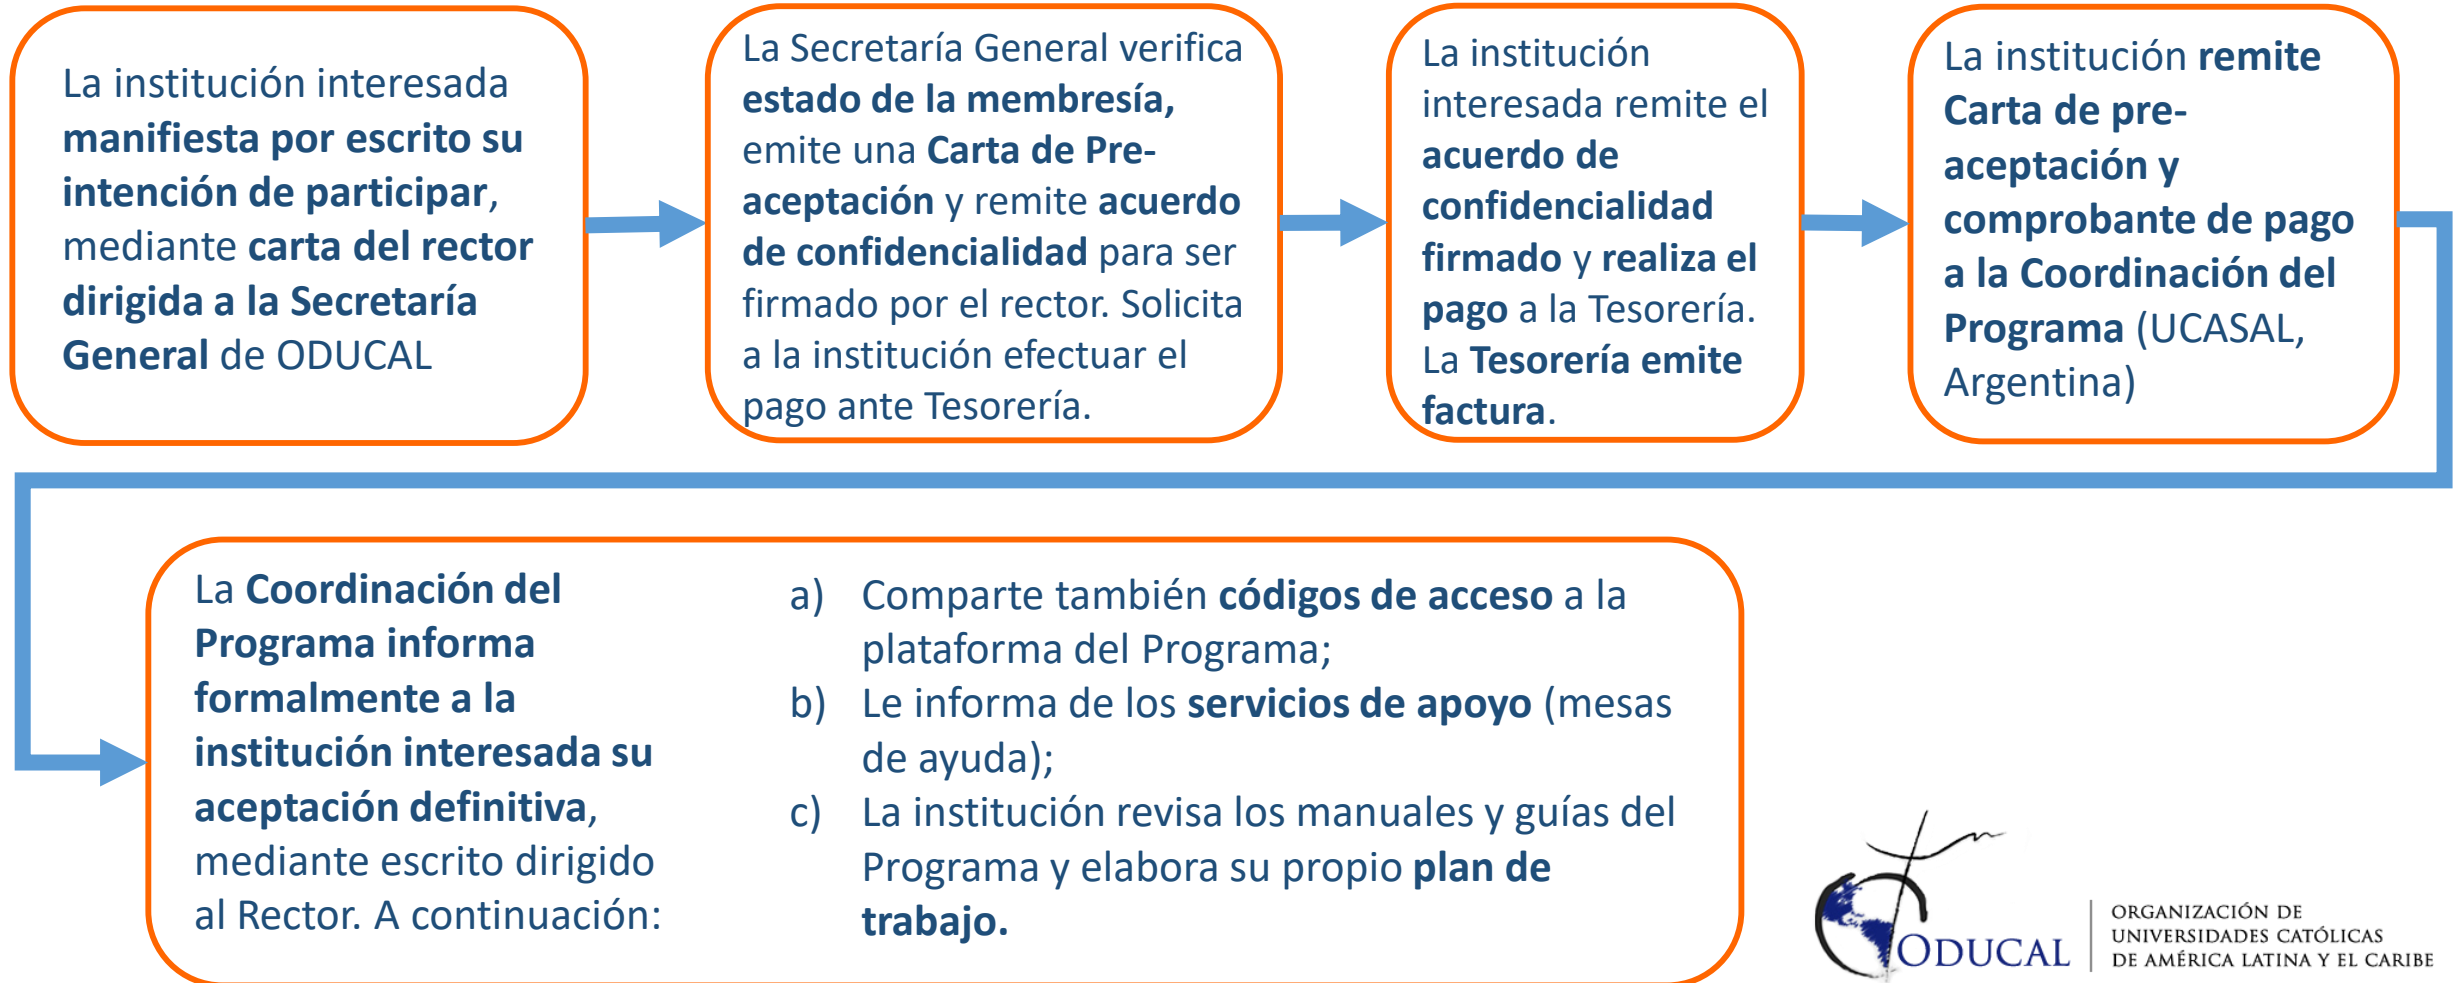 La institución interesada
manifiesta por escrito su
intención de participar,
mediante carta del rector
dirigida a la Secretaría
General de ODUCAL
La Secretaría General verifica
estado de la membresía,
emite una Carta de Pre-
aceptación y remite acuerdo
de confidencialidad para ser
firmado por el rector. Solicita
a la institución efectuar el
pago ante Tesorería.
La institución
interesada remite el
acuerdo de
confidencialidad
firmado y realiza el
pago a la Tesorería.
La Tesorería emite
factura.
La institución remite
Carta de pre-
aceptación y
comprobante de pago
a la Coordinación del
Programa (UCASAL,
Argentina)
La Coordinación del
Programa informa
formalmente a la
institución interesada su
aceptación definitiva,
mediante escrito dirigido
al Rector. A continuación:
a) Comparte también códigos de acceso a la
plataforma del Programa;
b) Le informa de los servicios de apoyo (mesas
de ayuda);
c) La institución revisa los manuales y guías del
Programa y elabora su propio plan de
trabajo.
ODUCAL
ORGANIZACIÓN DE
UNIVERSIDADES CATÓLICAS
DE AMÉRICA LATINA Y EL CARIBE